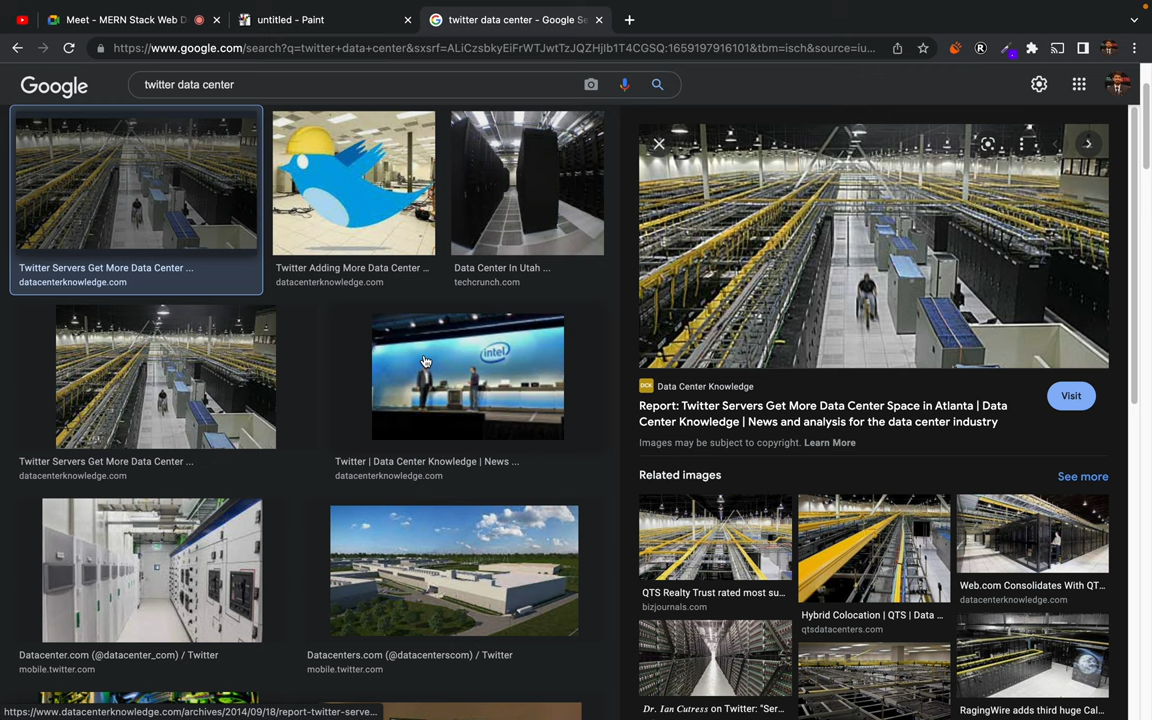 Meet - MERN Stack Web D
untitled - Paint
twitter data center - Google Se
https://www.google.com/search?q=twitter+data+center&sxsrf=ALiCzsbkyEiFrWTJwtTzJQZHjIb1T4CGSQ:1659197916101&tbm=isch&source=iu...
Google
twitter data center
Twitter Servers Get More Data Center ...
datacenterknowledge.com
Twitter Adding More Data Center ...
datacenterknowledge.com
Data Center In Utah ...
techcrunch.com
intel
Twitter Servers Get More Data Center ...
datacenterknowledge.com
Twitter | Data Center Knowledge | News ...
datacenterknowledge.com
Datacenter.com (@datacenter_com) / Twitter
mobile.twitter.com
Datacenters.com (@datacenterscom) / Twitter
mobile.twitter.com
https://www.datacenterknowledge.com/archives/2014/09/18/report-twitter-serve...
DCK Data Center Knowledge
Visit
Report: Twitter Servers Get More Data Center Space in Atlanta | Data
Center Knowledge | News and analysis for the data center industry
Images may be subject to copyright. Learn More
Related images
See more
QTS Realty Trust rated most su...
bizjournals.com
Hybrid Colocation | QTS | Data ...
qtsdatacenters.com
Web.com Consolidates With QT...
datacenterknowledge.com
Dr. Ian Cutress on Twitter: "Ser...
RagingWire adds third huge Cal...